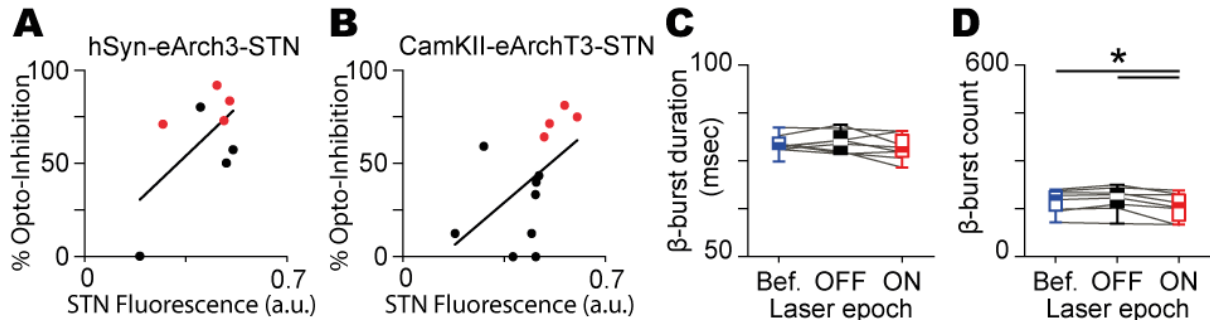 A
hSyn-eArch3-STN
100
50
0
% Opto-Inhibition
0
0.7
STN Fluorescence (a.u.)
B
CamKII-eArchT3-STN
100
50
0
% Opto-Inhibition
0
0.7
STN Fluorescence (a.u.)
C
100
50
β-burst duration
(msec)
Bef. OFF ON
Laser epoch
D
*
600
0
β-burst count
Bef. OFF ON
Laser epoch